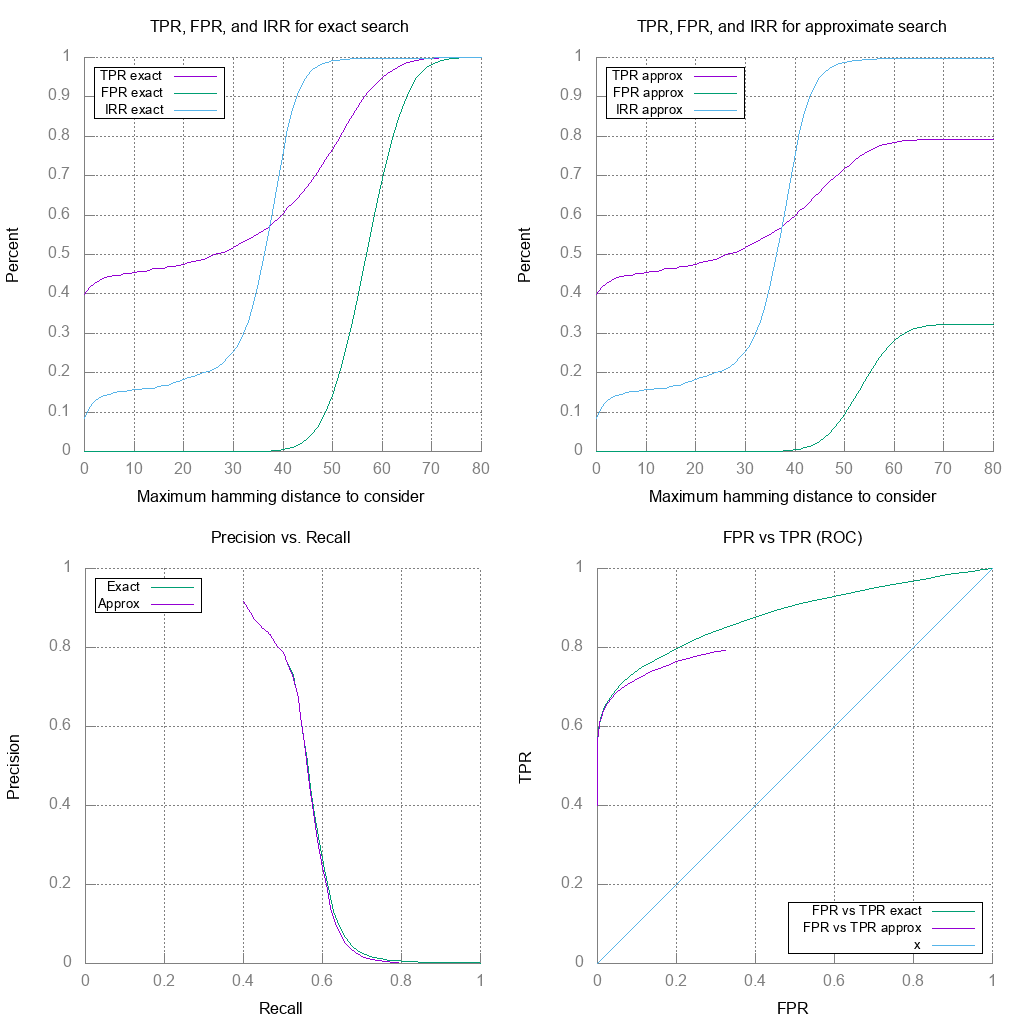 TPR, FPR, and IRR for exact search
TPR exact
FPR exact
IRR exact
Percent
1
0.9
0.8
0.7
0.6
0.5
0.4
0.3
0.2
0.1
0
0 10 20 30 40 50 60 70 80
Maximum hamming distance to consider
TPR, FPR, and IRR for approximate search
TPR approx
FPR approx
IRR approx
Percent
1
0.9
0.8
0.7
0.6
0.5
0.4
0.3
0.2
0.1
0
0 10 20 30 40 50 60 70 80
Maximum hamming distance to consider
Precision vs. Recall
Exact
Approx
Precision
1
0.8
0.6
0.4
0.2
0
0 0.2 0.4 0.6 0.8 1
Recall
FPR vs TPR (ROC)
TPR
1
0.8
0.6
0.4
0.2
0
FPR vs TPR exact
FPR vs TPR approx
x
0 0.2 0.4 0.6 0.8 1
FPR